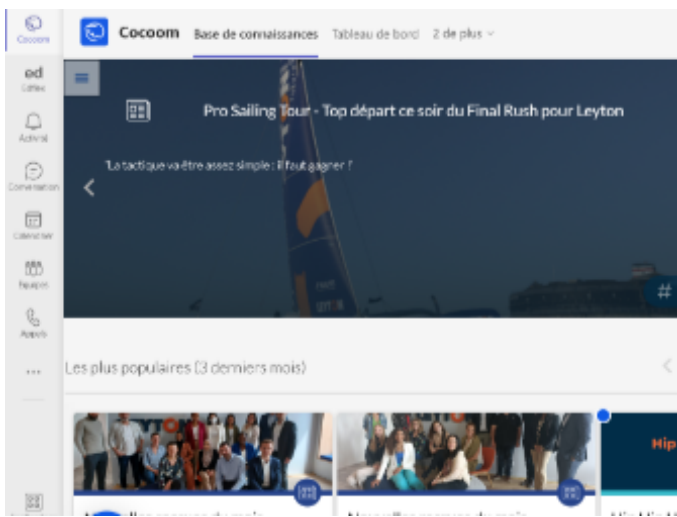 Cocoom
Base de connaissances
Tableau de bord
2 de plus
Cocoom
ed
Activité
Conversation
Calendrier
Équipes
Appels
...
Pro Sailing Tour - Top départ ce soir du Final Rush pour Leyton
"La tactique va être assez simple : il faut gagner !"
#
Les plus populaires (3 derniers mois)
Hip